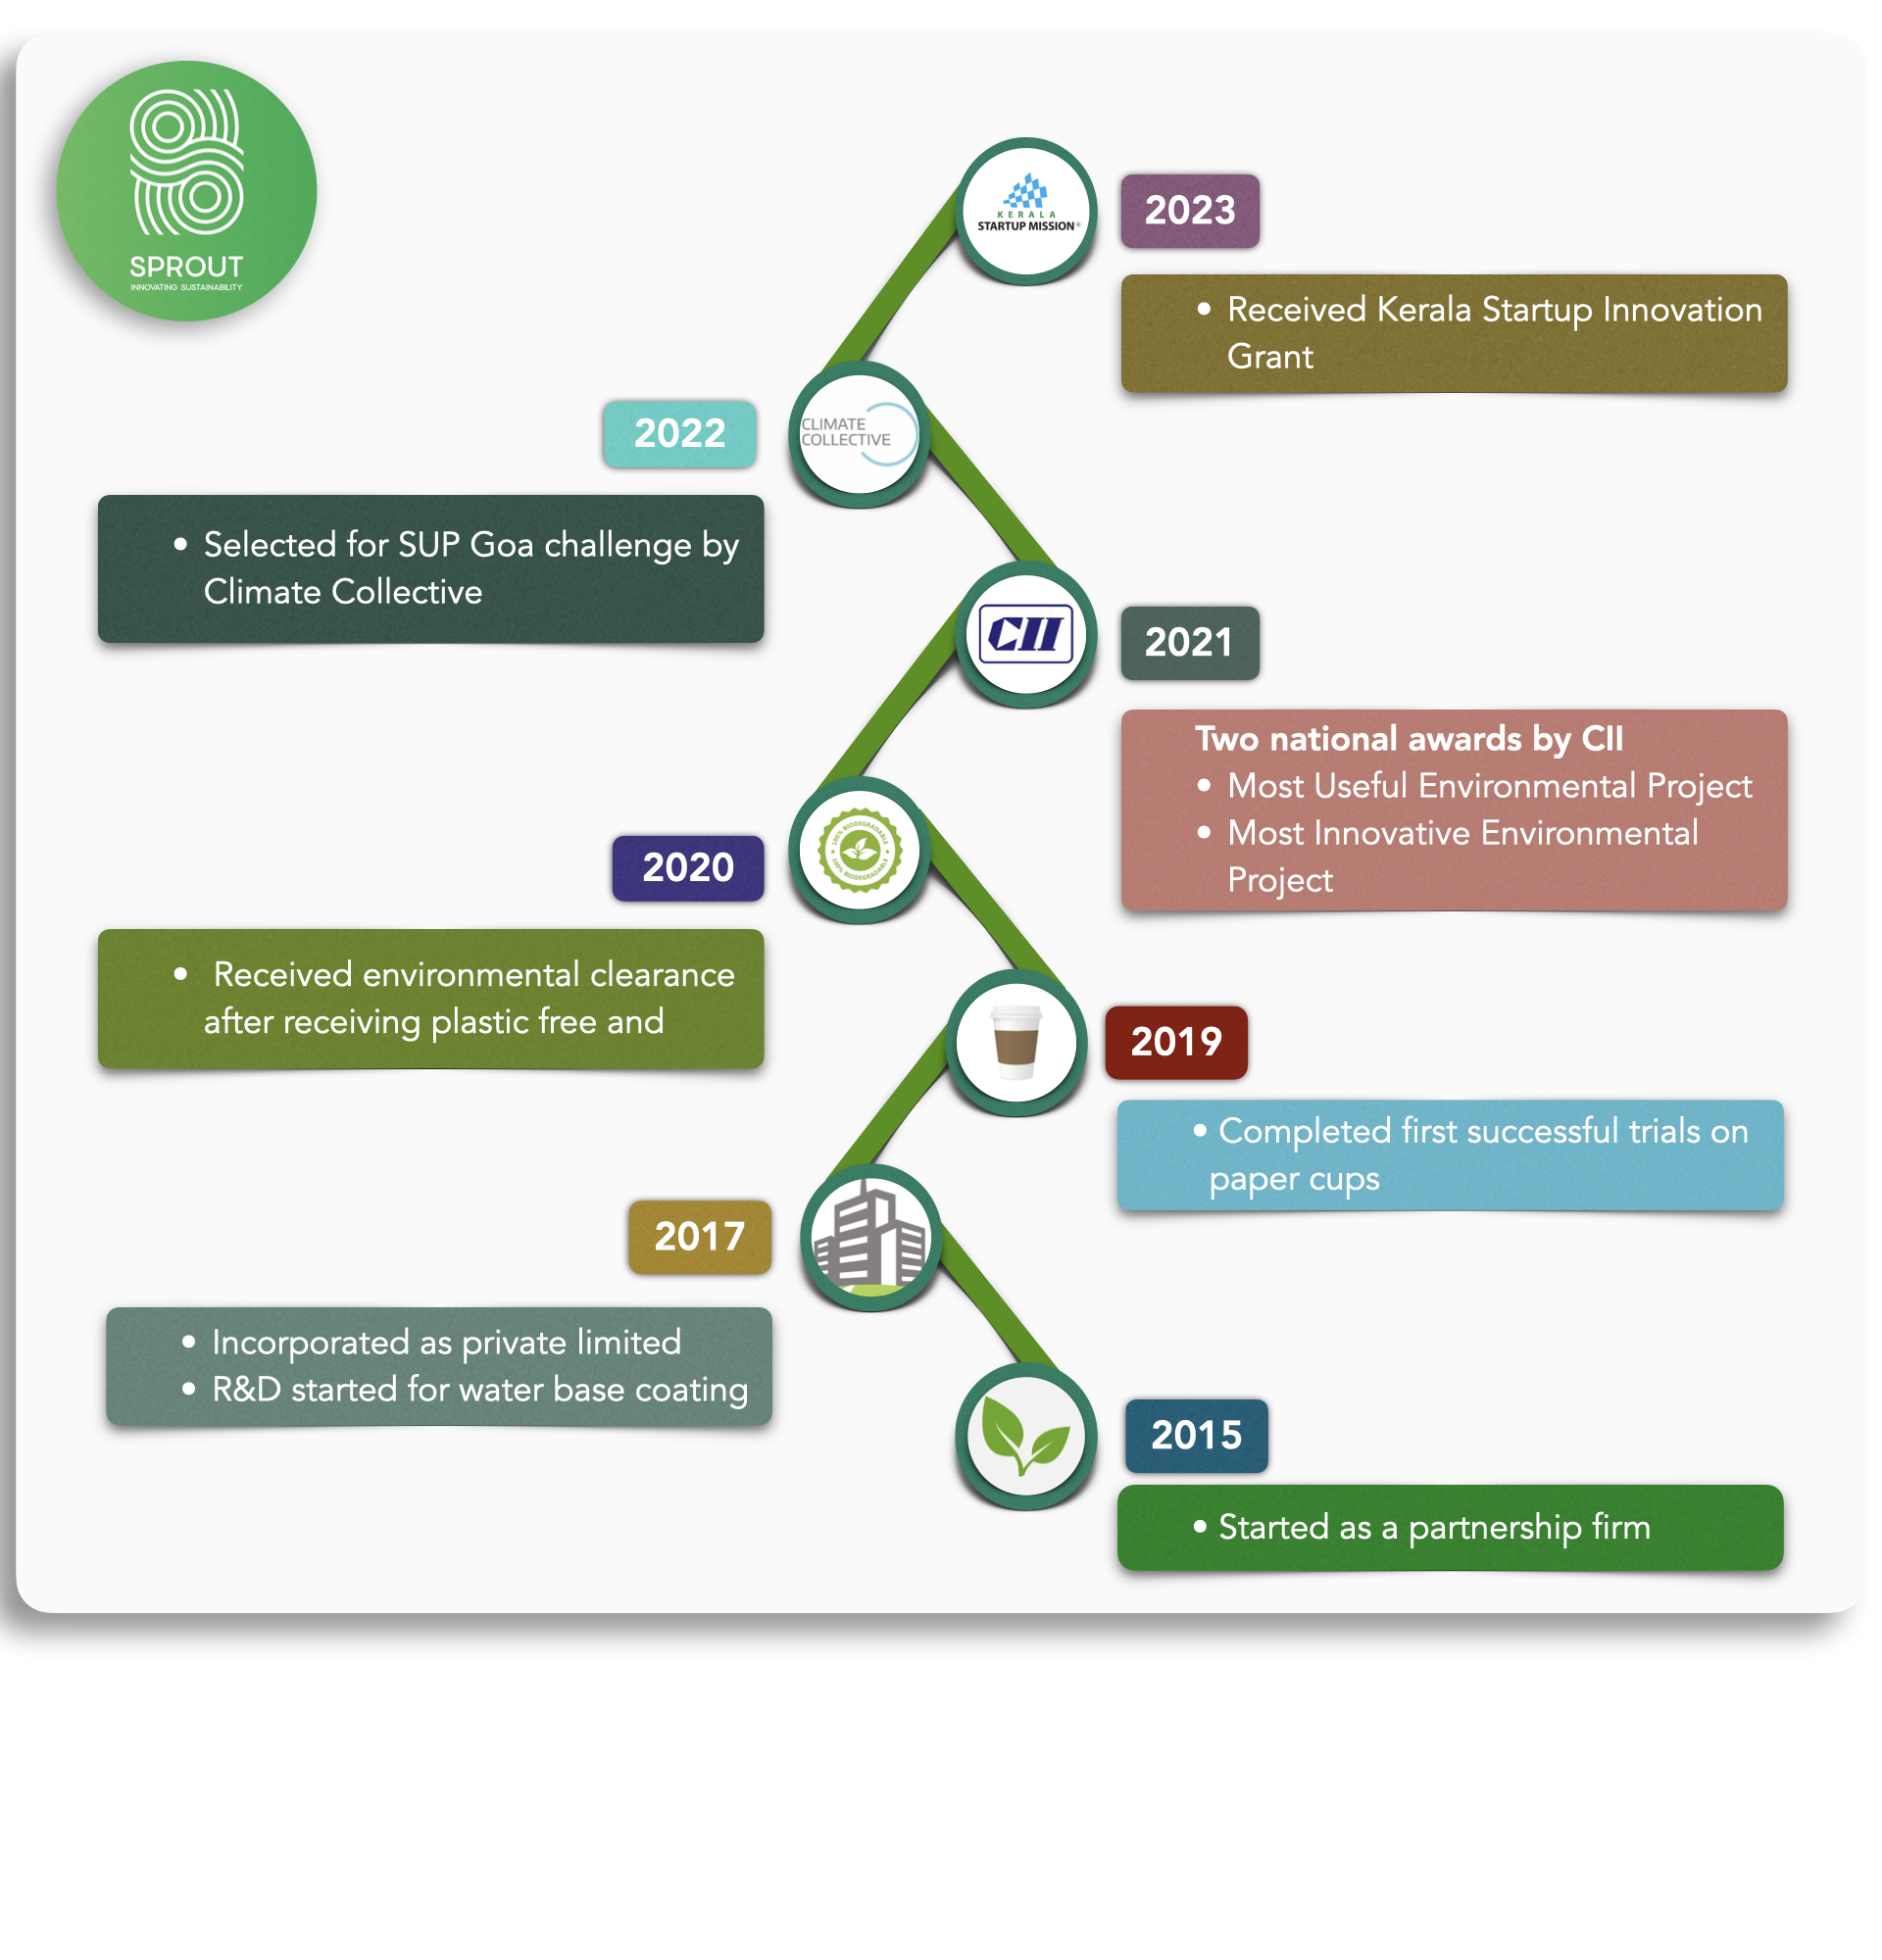 SPROUT
INNOVATING SUSTAINABILITY
KERALA
STARTUP MISSION
2023
• Received Kerala Startup Innovation
Grant
CLIMATE
COLLECTIVE
2022
• Selected for SUP Goa challenge by
Climate Collective
CII
2021
Two national awards by CII
• Most Useful Environmental Project
• Most Innovative Environmental
Project
100% BIODEGRADABLE
100% BIODEGRADABLE
2020
• Received environmental clearance
after receiving plastic free and
2019
• Completed first successful trials on
paper cups
2017
• Incorporated as private limited
• R&D started for water base coating
2015
• Started as a partnership firm